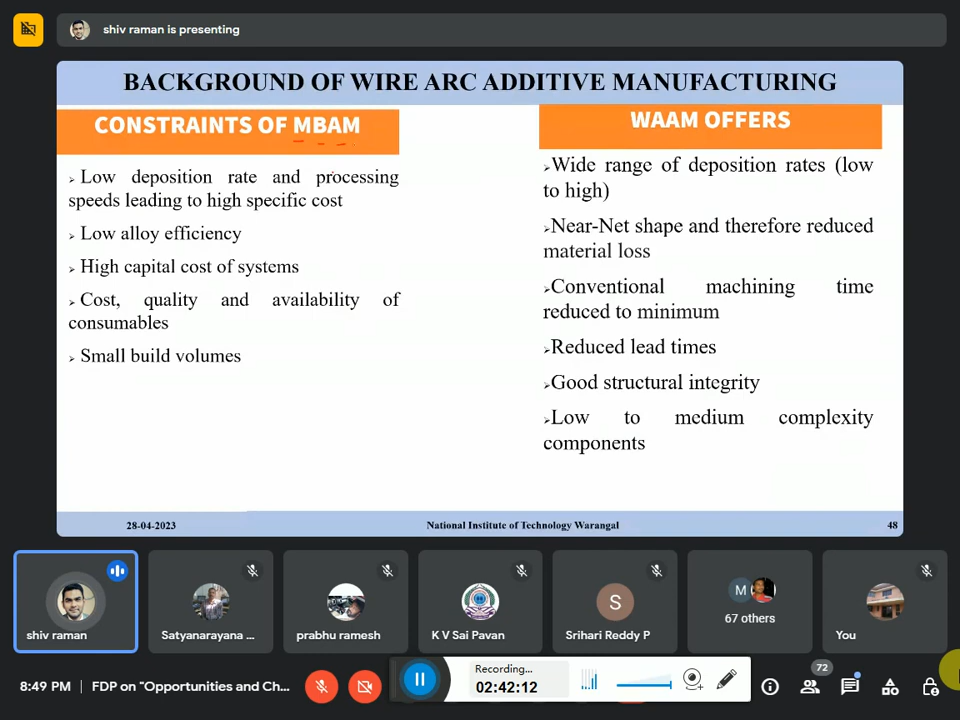 shiv raman is presenting
BACKGROUND OF WIRE ARC ADDITIVE MANUFACTURING
CONSTRAINTS OF MBAM
➢ Low deposition rate and processing
speeds leading to high specific cost
➢ Low alloy efficiency
➢ High capital cost of systems
➢ Cost, quality and availability of
consumables
➢ Small build volumes
WAAM OFFERS
➢Wide range of deposition rates (low
to high)
➢Near-Net shape and therefore reduced
material loss
➢Conventional machining time
reduced to minimum
➢Reduced lead times
➢Good structural integrity
➢Low to medium complexity
components
28-04-2023
National Institute of Technology Warangal
48
shiv raman
Satyanarayana ...
prabhu ramesh
K V Sai Pavan
S
Srihari Reddy P
M
67 others
You
8:49 PM | FDP on "Opportunities and Ch...
Recording...
02:42:12
72